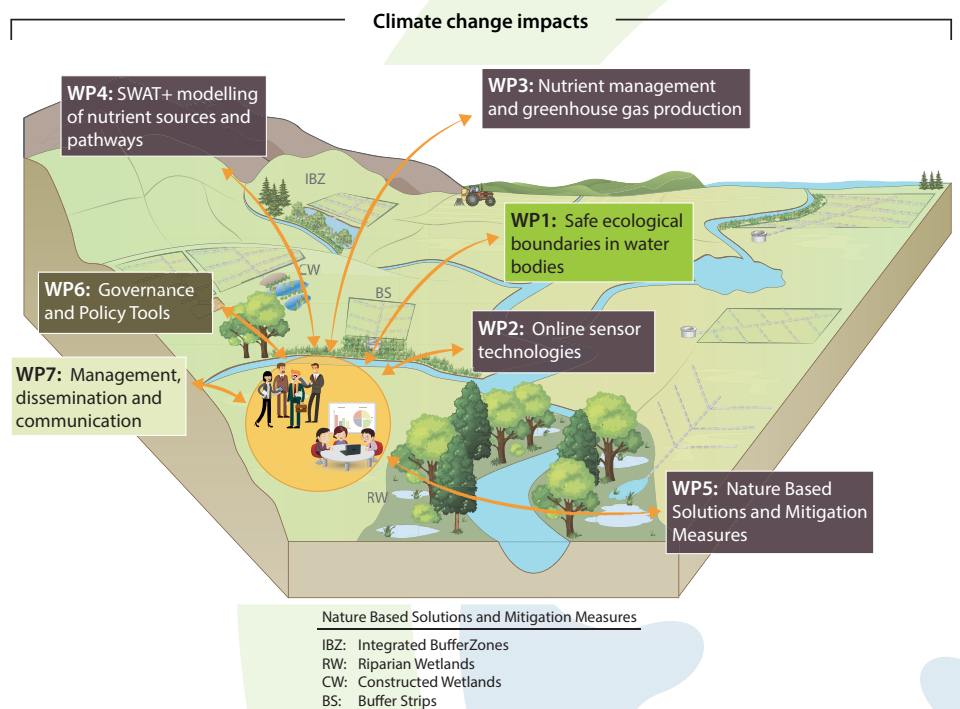 Climate change impacts
WP4: SWAT+ modelling
of nutrient sources and
pathways
WP3: Nutrient management
and greenhouse gas production
IBZ
WP1: Safe ecological
boundaries in water
bodies
CW
WP6: Governance
and Policy Tools
BS
WP2: Online sensor
technologies
WP7: Management,
dissemination and
communication
RW
WP5: Nature Based
Solutions and Mitigation
Measures
Nature Based Solutions and Mitigation Measures
IBZ: Integrated BufferZones
RW: Riparian Wetlands
CW: Constructed Wetlands
BS: Buffer Strips